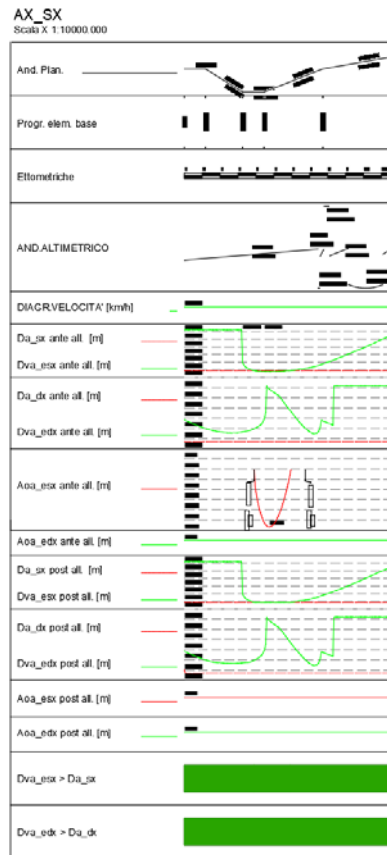 AX_SX
Scala X 1:10000.000
And. Plan.
Progr. elem. base
Ettometriche
AND.ALTIMETRICO
DIAGR.VELOCITA' [km/h]
Da_sx ante all. [m]
Dva_esx ante all. [m]
Da_dx ante all. [m]
Dva_edx ante all. [m]
Aoa_esx ante all. [m]
Aoa_edx ante all. [m]
Da_sx post all. [m]
Dva_esx post all. [m]
Da_dx post all. [m]
Dva_edx post all. [m]
Aoa_esx post all. [m]
Aoa_edx post all. [m]
Dva_esx > Da_sx
Dva_edx > Da_dx